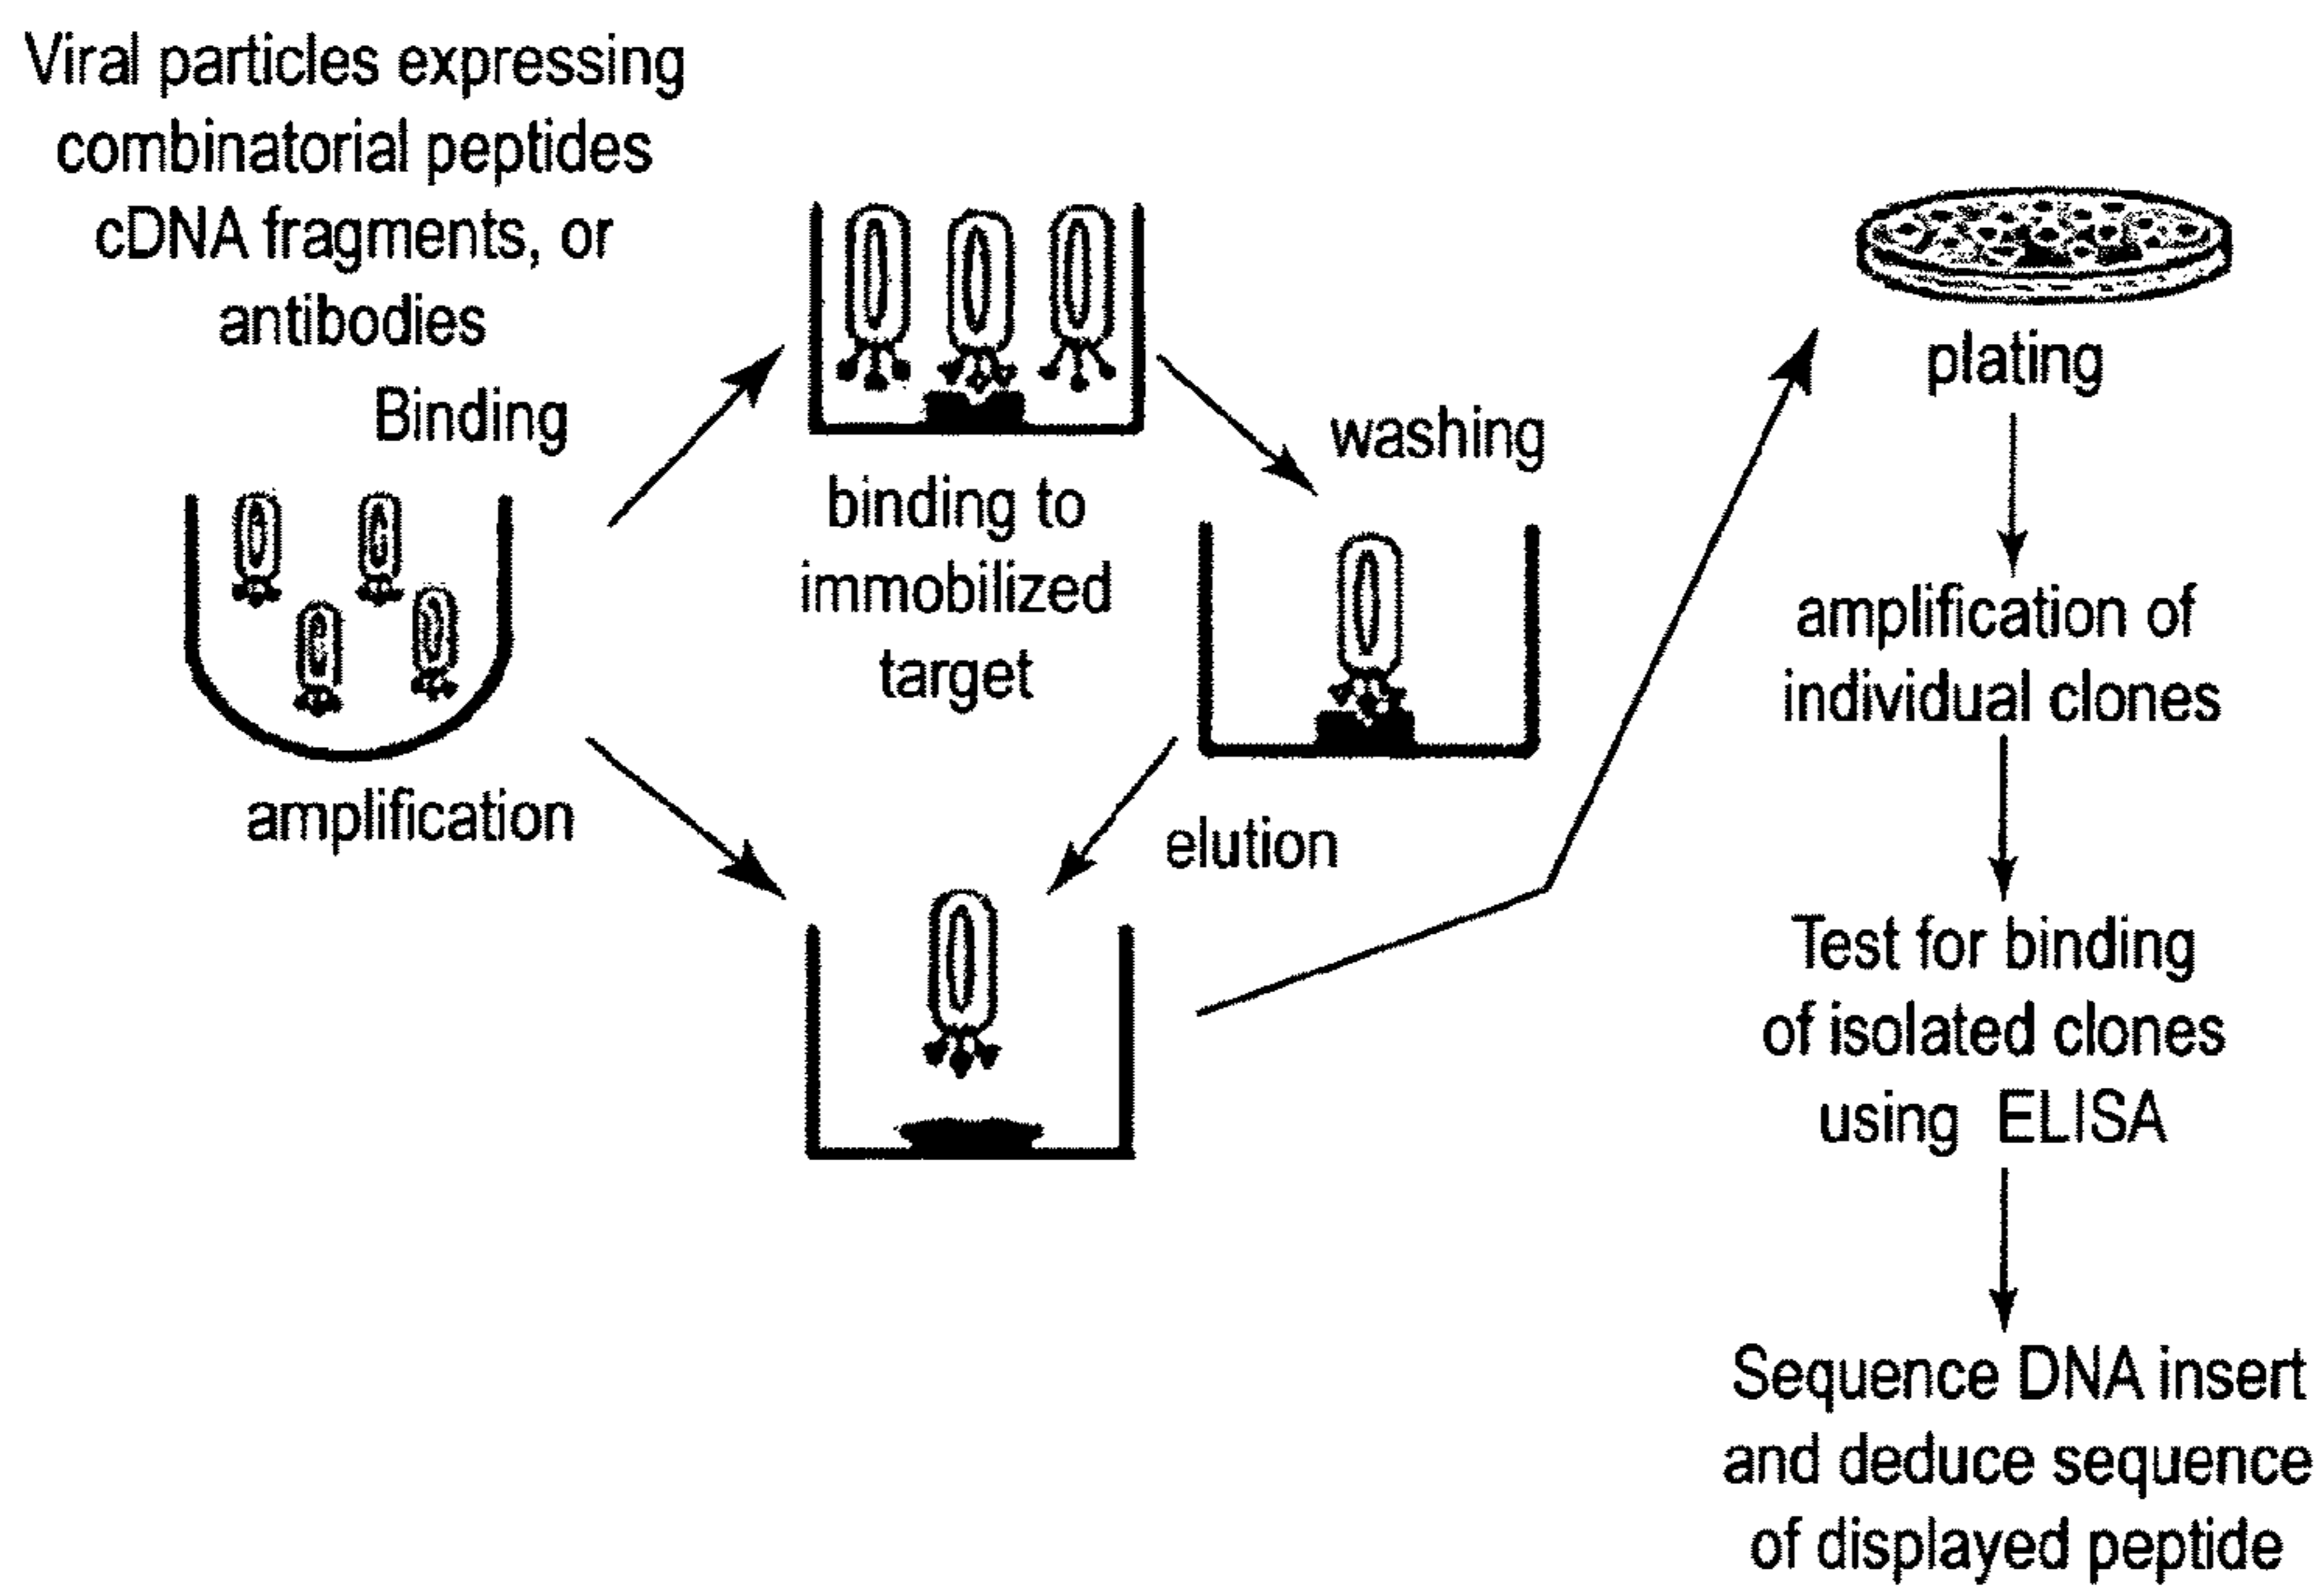 Viral particles expressing
combinatorial peptides
cDNA fragments, or
antibodies
Binding
amplification
binding to
immobilized
target
washing
elution
plating
amplification of
individual clones
Test for binding
of isolated clones
using ELISA
Sequence DNA insert
and deduce sequence
of displayed peptide